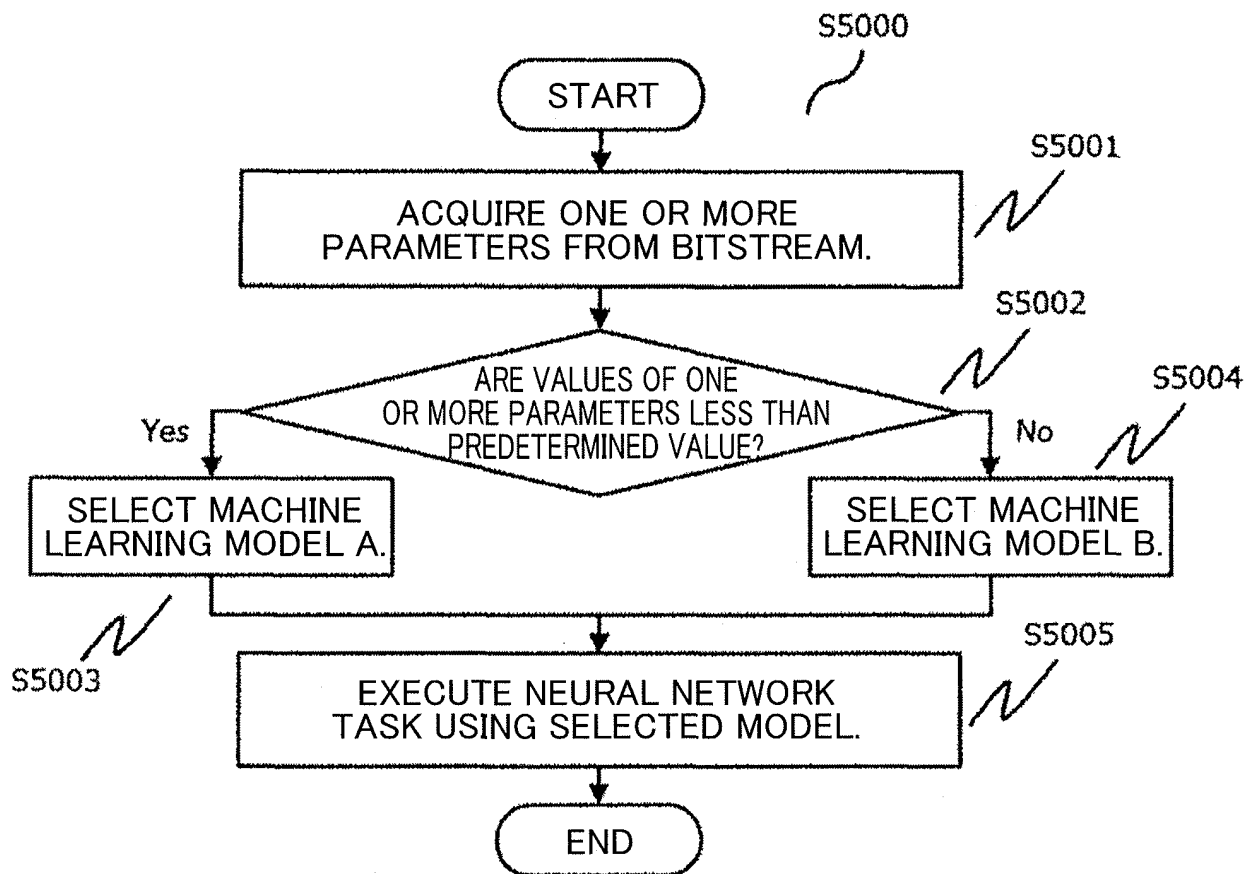 S5000
START
S5001
ACQUIRE ONE OR MORE
PARAMETERS FROM BITSTREAM.
S5002
ARE VALUES OF ONE
OR MORE PARAMETERS LESS THAN
PREDETERMINED VALUE?
S5004
Yes
No
SELECT MACHINE
LEARNING MODEL A.
SELECT MACHINE
LEARNING MODEL B.
S5003
S5005
EXECUTE NEURAL NETWORK
TASK USING SELECTED MODEL.
END